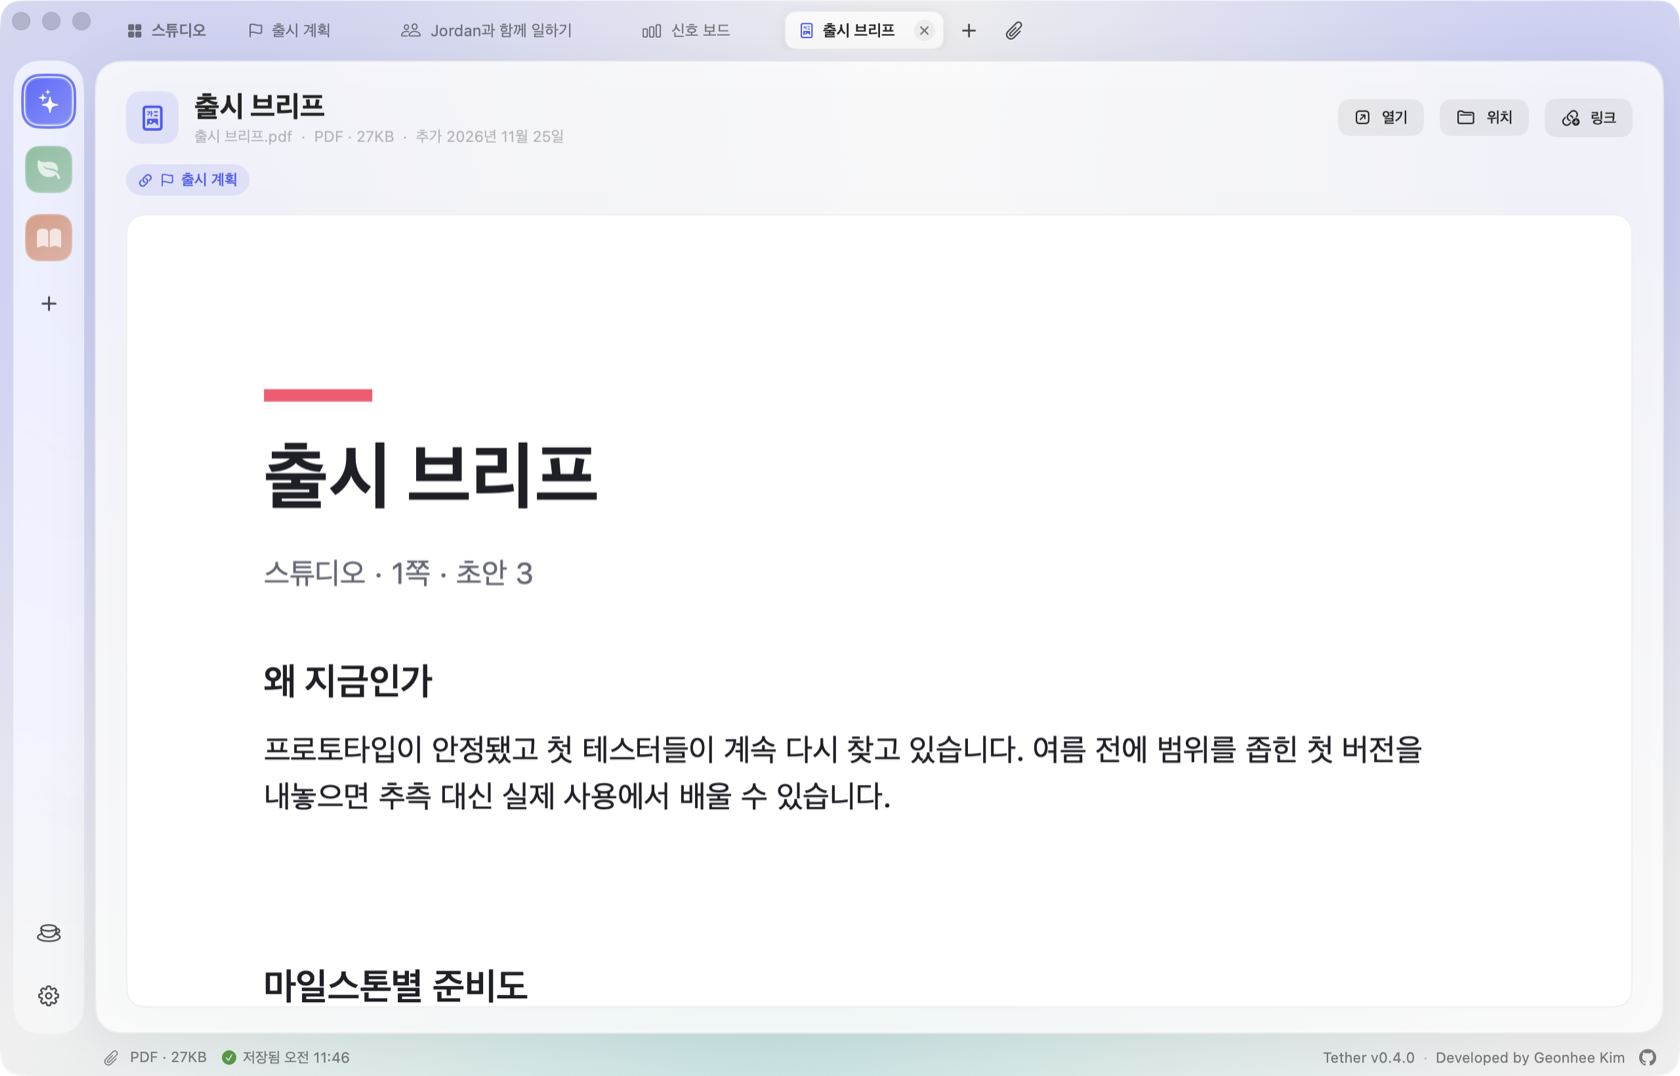 스튜디오
출시 계획
Jordan과 함께 일하기
신호 보드
출시 브리프
출시 브리프
출시 브리프.pdf · PDF · 27KB · 추가 2026년 11월 25일
열기
위치
링크
출시 계획
출시 브리프
스튜디오 · 1쪽 · 초안 3
왜 지금인가
프로토타입이 안정됐고 첫 테스터들이 계속 다시 찾고 있습니다. 여름 전에 범위를 좁힌 첫 버전을
내놓으면 추측 대신 실제 사용에서 배울 수 있습니다.
마일스톤별 준비도
PDF · 27KB
저장됨 오전 11:46
Tether v0.4.0 · Developed by Geonhee Kim